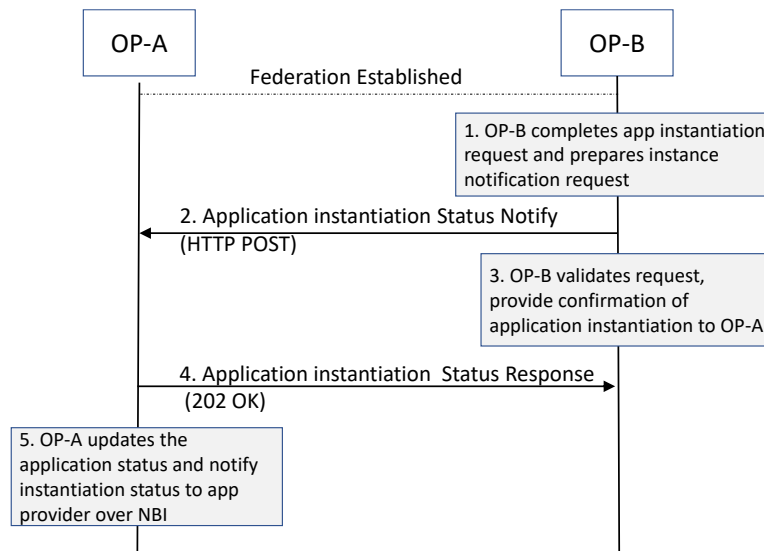 OP-A
OP-B
Federation Established
1. OP-B completes app instantiation
request and prepares instance
notification request
2. Application instantiation Status Notify
(HTTP POST)
3. OP-B validates request,
provide confirmation of
application instantiation to OP-A
4. Application instantiation  Status Response
(202 OK)
5. OP-A updates the
application status and notify
instantiation status to app
provider over NBI